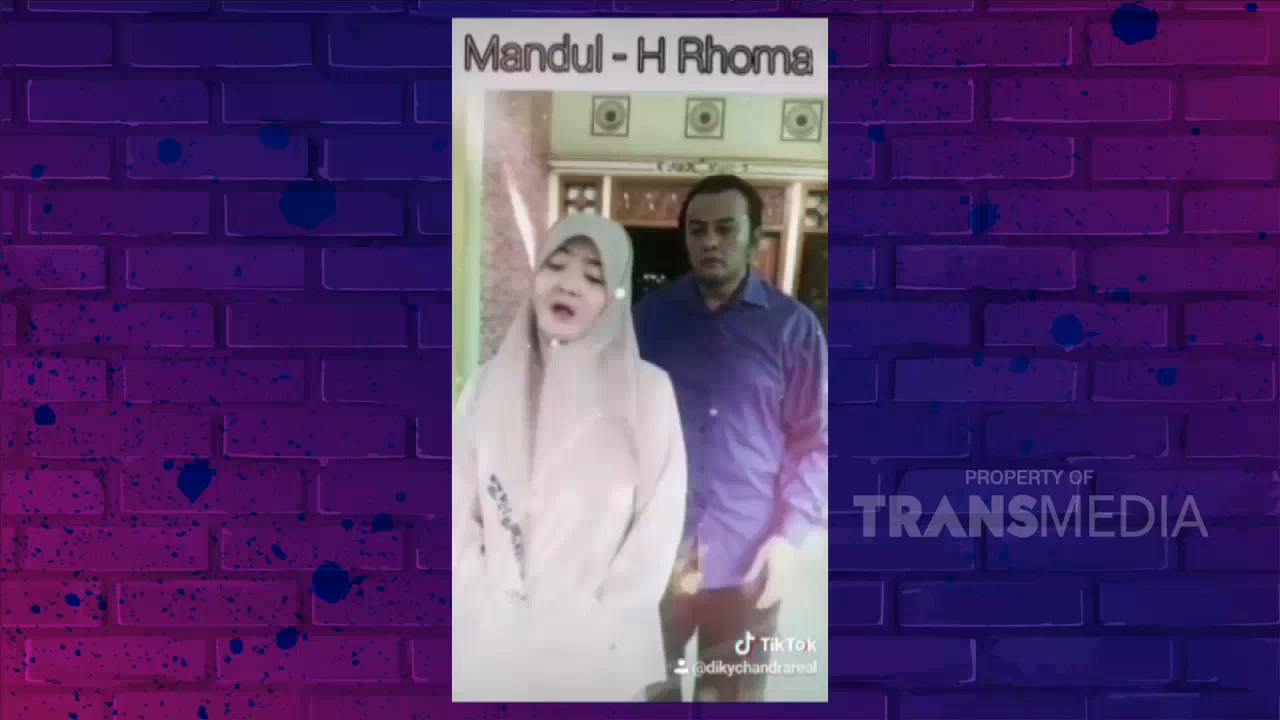 Mandul - H Rhoma
PROPERTY OF
TRANSMEDIA
TikTok
@dikychandrareal